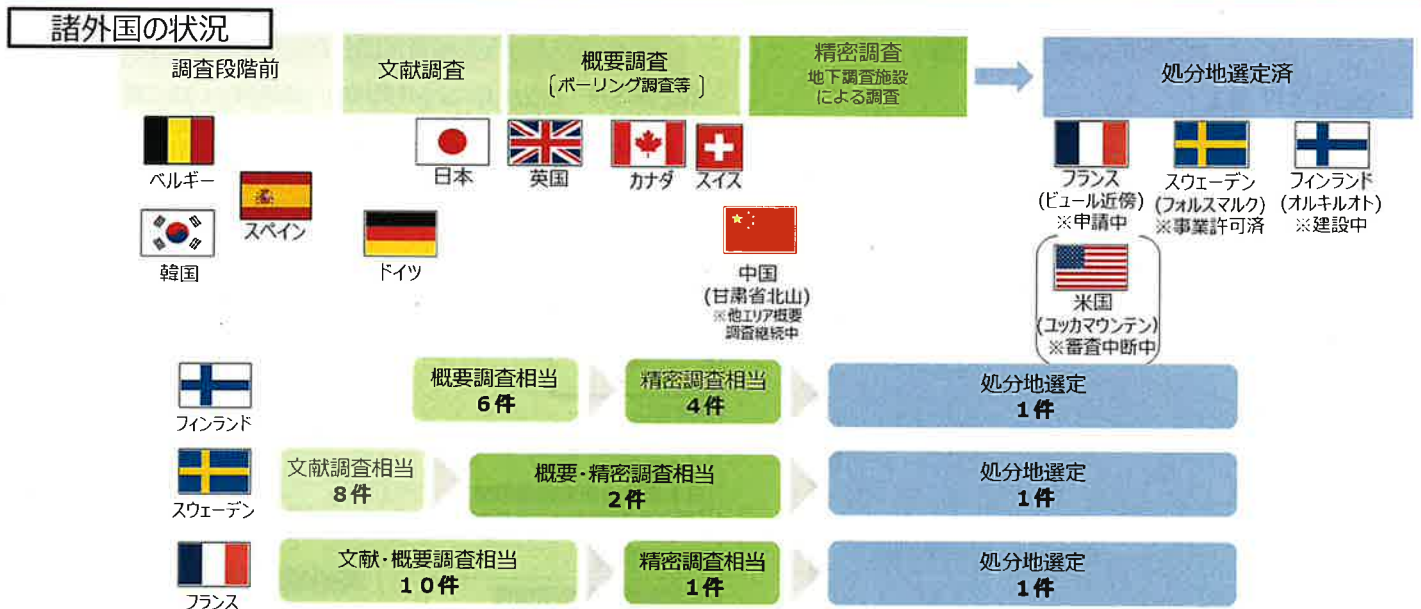 諸外国の状況
調査段階前
文献調査
概要調査
〔ボーリング調査等〕
精密調査
地下調査施設
による調査
処分地選定済
ベルギー
スペイン
韓国
日本
ドイツ
英国
カナダ
スイス
中国
(甘粛省北山)
※他エリア概要
調査継続中
フランス
(ビュール近傍)
※申請中
スウェーデン
(フォルスマルク)
※事業許可済
フィンランド
(オルキルオト)
※建設中
米国
(ユッカマウンテン)
※審査中断中
フィンランド
概要調査相当
6件
精密調査相当
4件
処分地選定
1件
スウェーデン
文献調査相当
8件
概要・精密調査相当
2件
処分地選定
1件
フランス
文献・概要調査相当
10件
精密調査相当
1件
処分地選定
1件